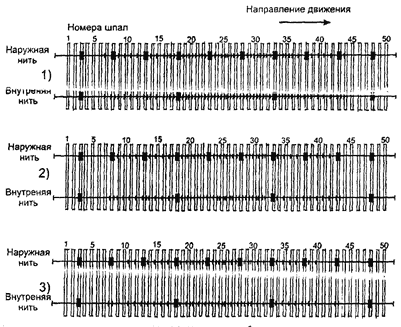 Направление движения
Номера шпал
1 5 10 15 20 25 30 35 40 45 50
Наружная
нить
1)
Внутреняя
нить
1 5 10 15 20 25 30 35 40 45 50
Наружная
нить
2)
Внутреняя
нить
1 5 10 15 20 25 30 35 40 45 50
Наружная
нить
3)
Внутреняя
нить